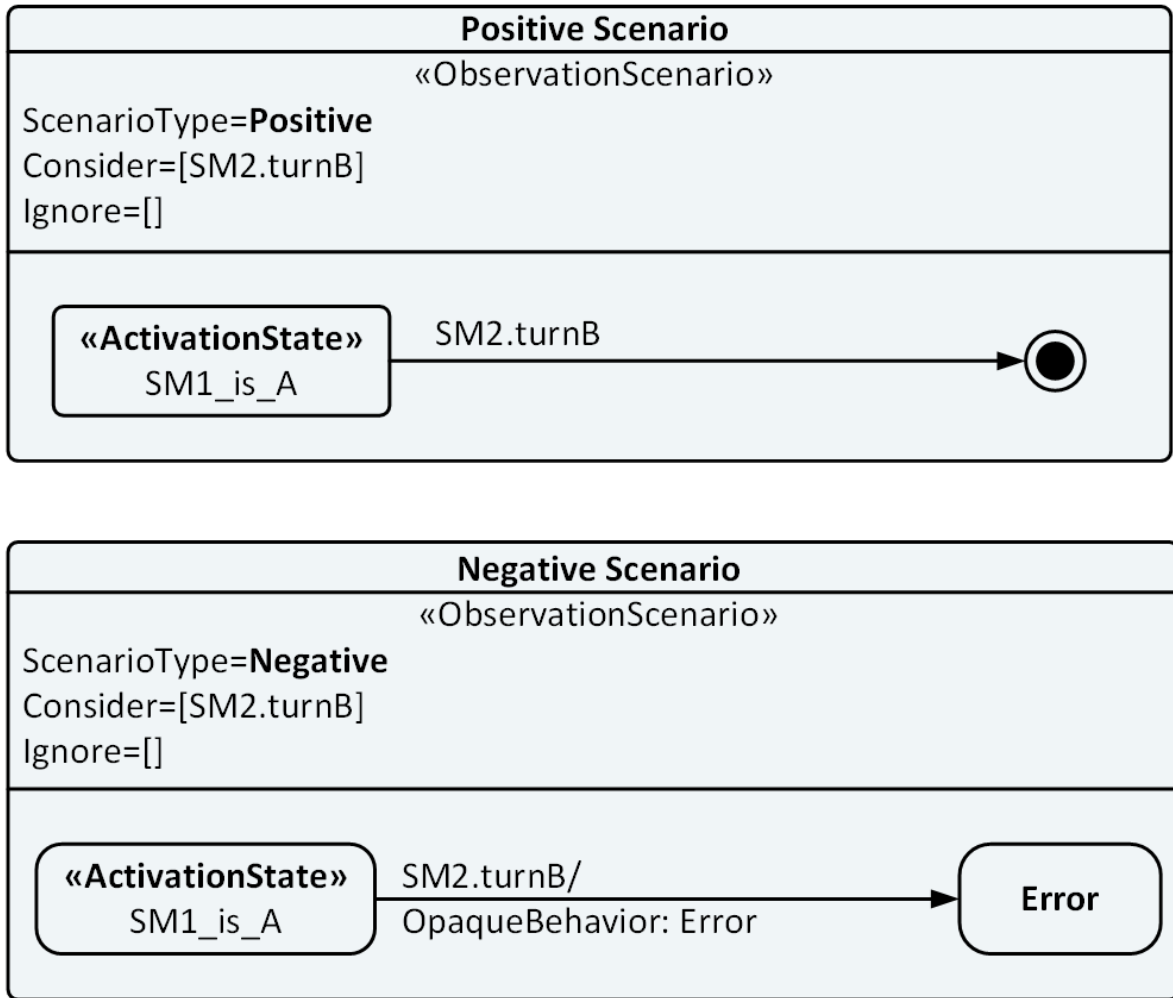 Positive Scenario
«ObservationScenario»
ScenarioType=Positive
Consider=[SM2.turnB]
Ignore=[]
«ActivationState»
SM1_is_A
SM2.turnB
Negative Scenario
«ObservationScenario»
ScenarioType=Negative
Consider=[SM2.turnB]
Ignore=[]
«ActivationState»
SM1_is_A
SM2.turnB/
OpaqueBehavior: Error
Error